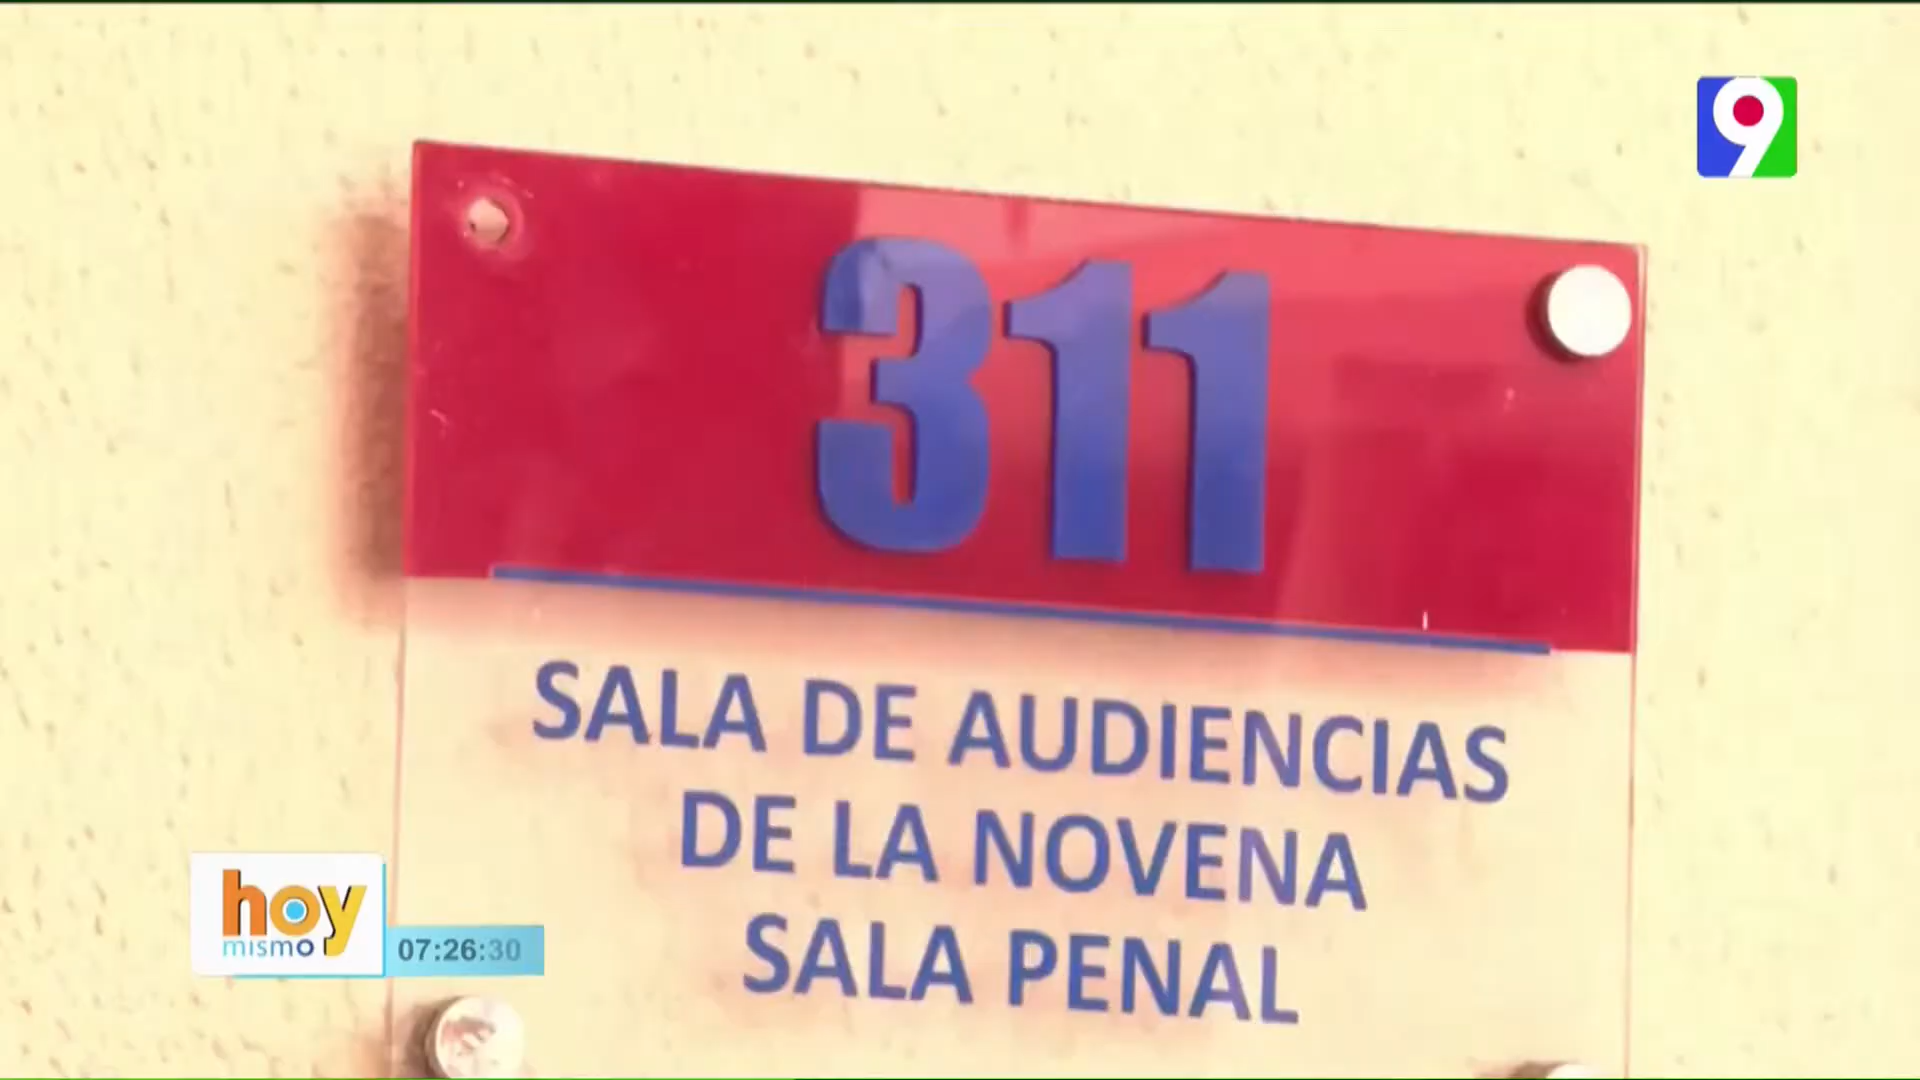 9
311
SALA DE AUDIENCIAS
DE LA NOVENA
SALA PENAL
hoy
mismo
07:26:30